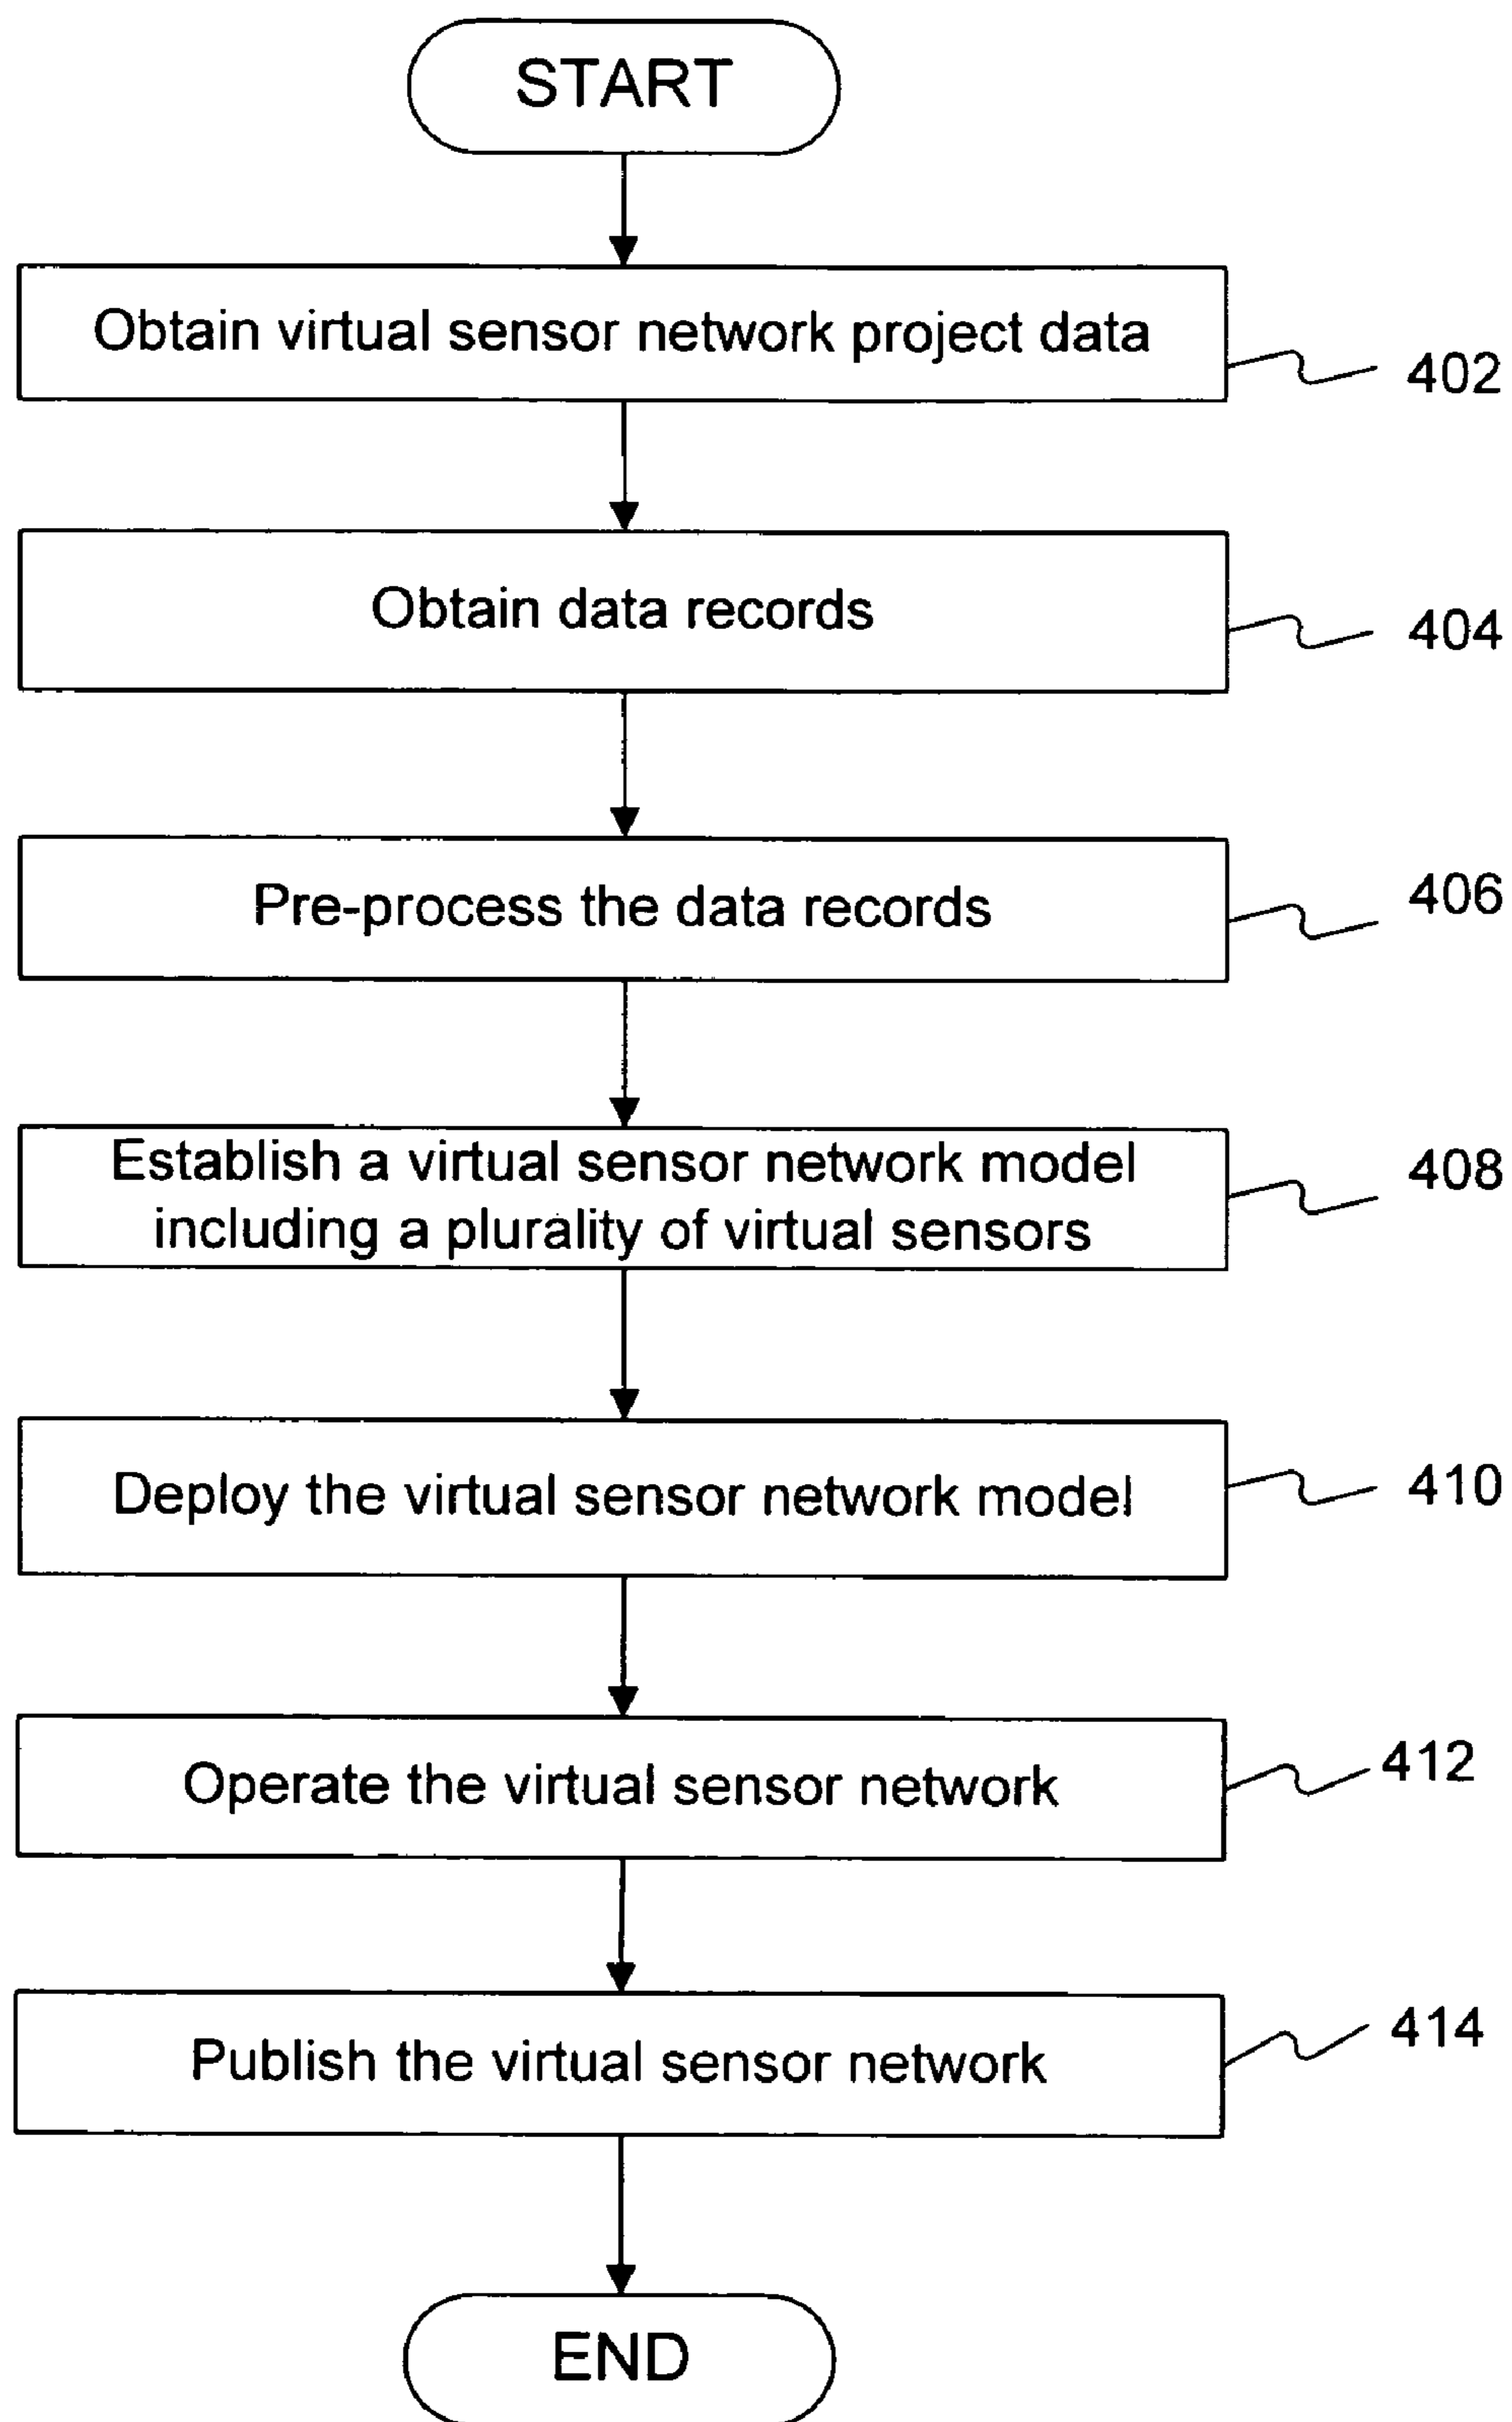 START
Obtain virtual sensor network project data
402
Obtain data records
404
Pre-process the data records
406
Establish a virtual sensor network model
including a plurality of virtual sensors
408
Deploy the virtual sensor network model
410
Operate the virtual sensor network
412
Publish the virtual sensor network
414
END